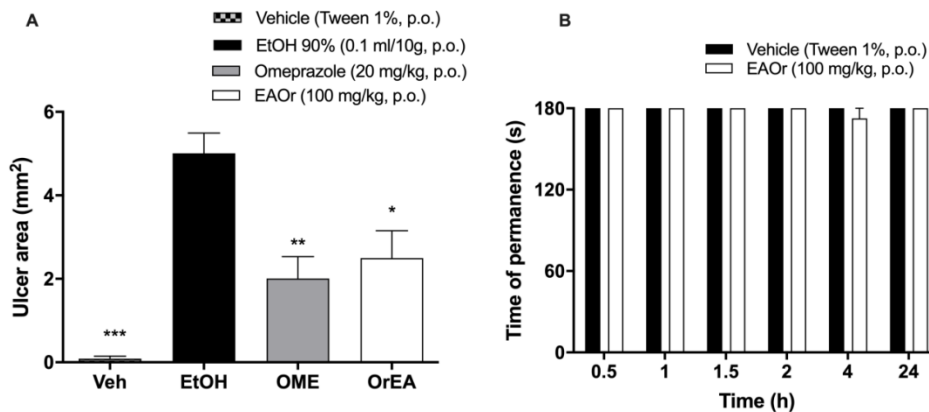 A
Vehicle (Tween 1%, p.o.)
EtOH 90% (0.1 ml/10g, p.o.)
Omeprazole (20 mg/kg, p.o.)
EAOr (100 mg/kg, p.o.)
Ulcer area (mm²)
6
4
2
0
***
**
*
Veh EtOH OME OrEA
B
Vehicle (Tween 1%, p.o.)
EAOr (100 mg/kg, p.o.)
Time of permanence (s)
180
120
60
0
0.5 1 1.5 2 4 24
Time (h)